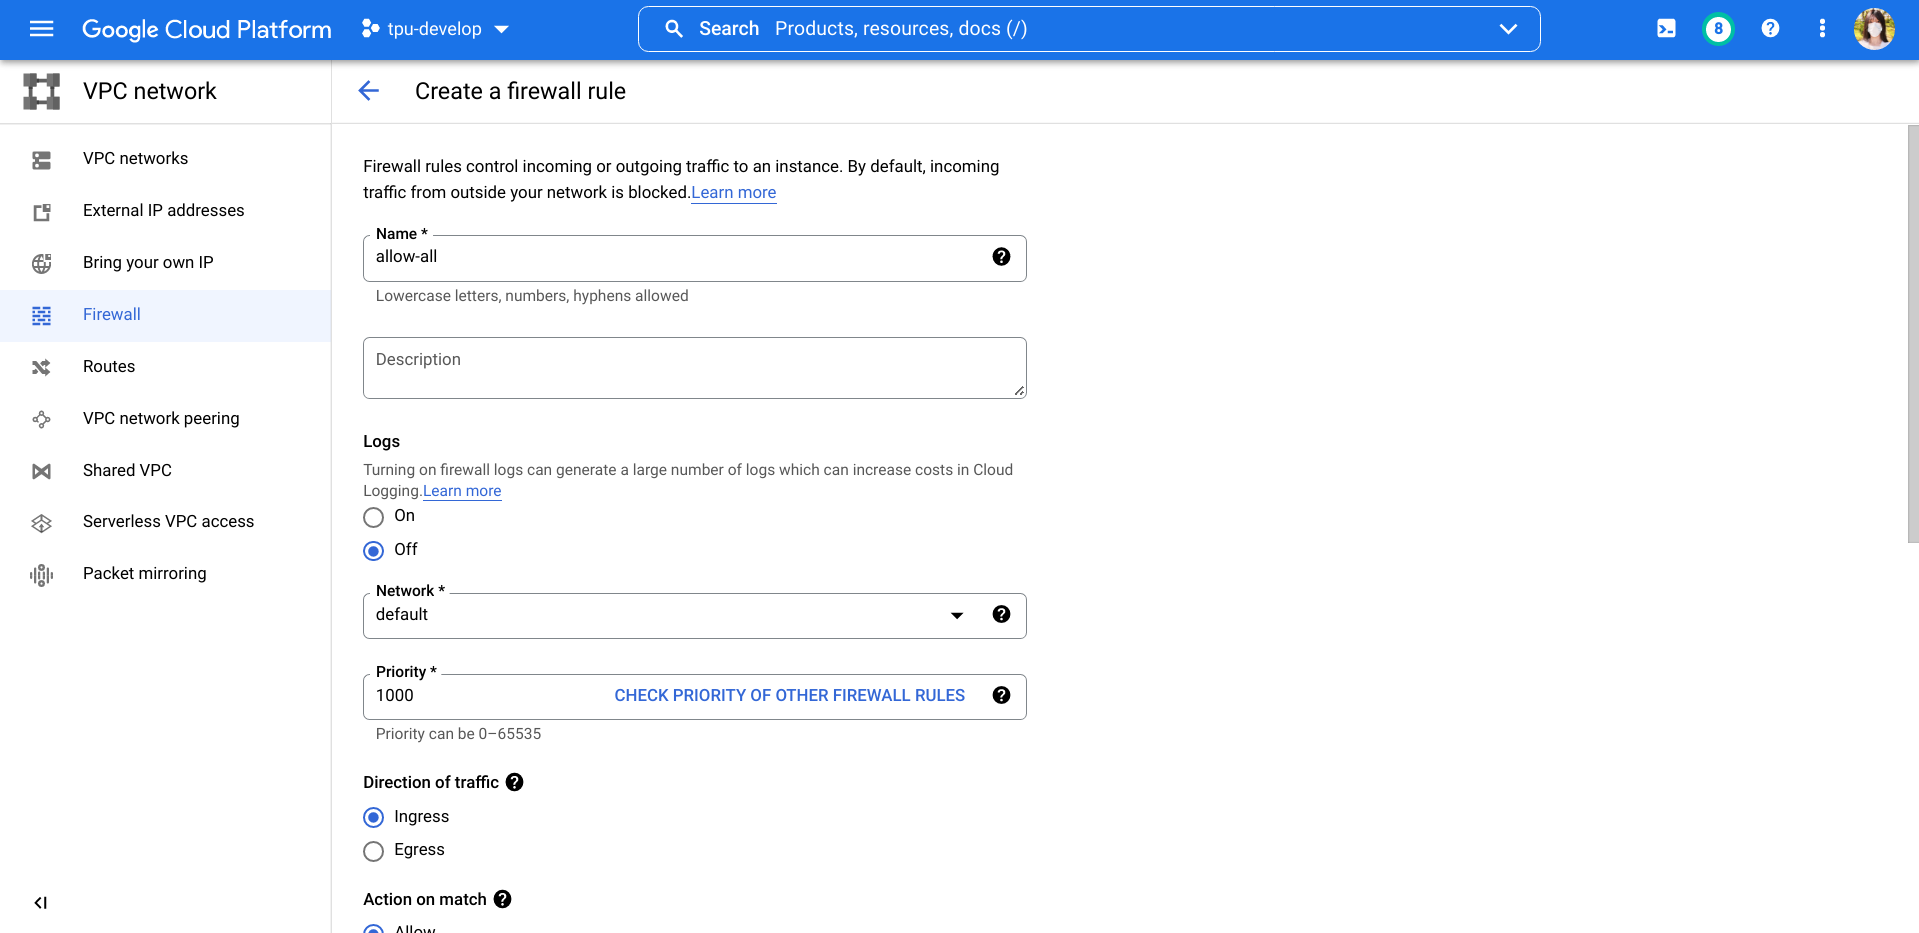 Google Cloud Platform
tpu-develop
Search Products, resources, docs (/)
8
VPC network
Create a firewall rule
VPC networks
External IP addresses
Bring your own IP
Firewall
Routes
VPC network peering
Shared VPC
Serverless VPC access
Packet mirroring
Firewall rules control incoming or outgoing traffic to an instance. By default, incoming
traffic from outside your network is blocked.Learn more
Name *
allow-all
Lowercase letters, numbers, hyphens allowed
Description
Logs
Turning on firewall logs can generate a large number of logs which can increase costs in Cloud
Logging.Learn more
On
Off
Network *
default
Priority *
1000 CHECK PRIORITY OF OTHER FIREWALL RULES
Priority can be 0–65535
Direction of traffic
Ingress
Egress
Action on match
Allow